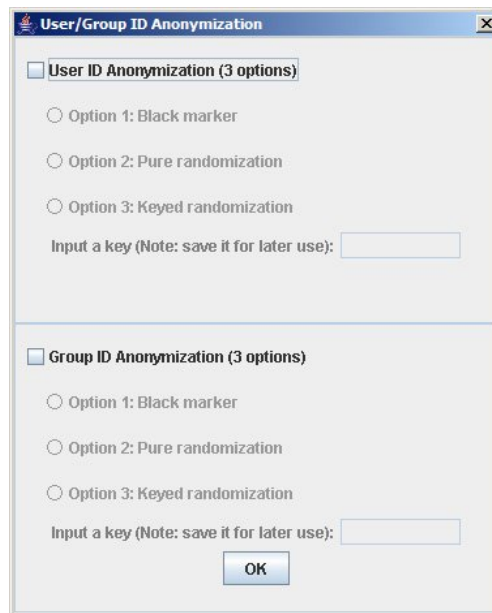 User/Group ID Anonymization
User ID Anonymization (3 options)
Option 1: Black marker
Option 2: Pure randomization
Option 3: Keyed randomization
Input a key (Note: save it for later use):
Group ID Anonymization (3 options)
Option 1: Black marker
Option 2: Pure randomization
Option 3: Keyed randomization
Input a key (Note: save it for later use):
OK